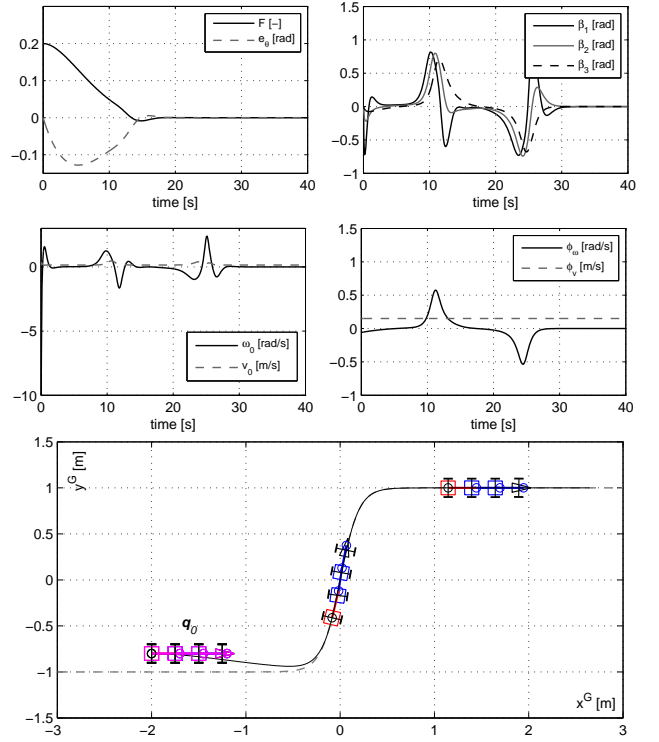 F [−]
e_θ [rad]
0.2
0.1
0
−0.1
0 10 20 30 40
time [s]
β_1 [rad]
β_2 [rad]
β_3 [rad]
1
0.5
0
−0.5
−1
0 10 20 30 40
time [s]
0
−5
−10
ω_0 [rad/s]
v_0 [m/s]
0 10 20 30 40
time [s]
ϕ_ω [rad/s]
ϕ_v [m/s]
1.5
1
0.5
0
−0.5
−1
0 10 20 30 40
time [s]
1.5
1
0.5
0
−0.5
−1
−1.5
y^G [m]
q_0
x^G [m]
−3 −2 −1 0 1 2 3